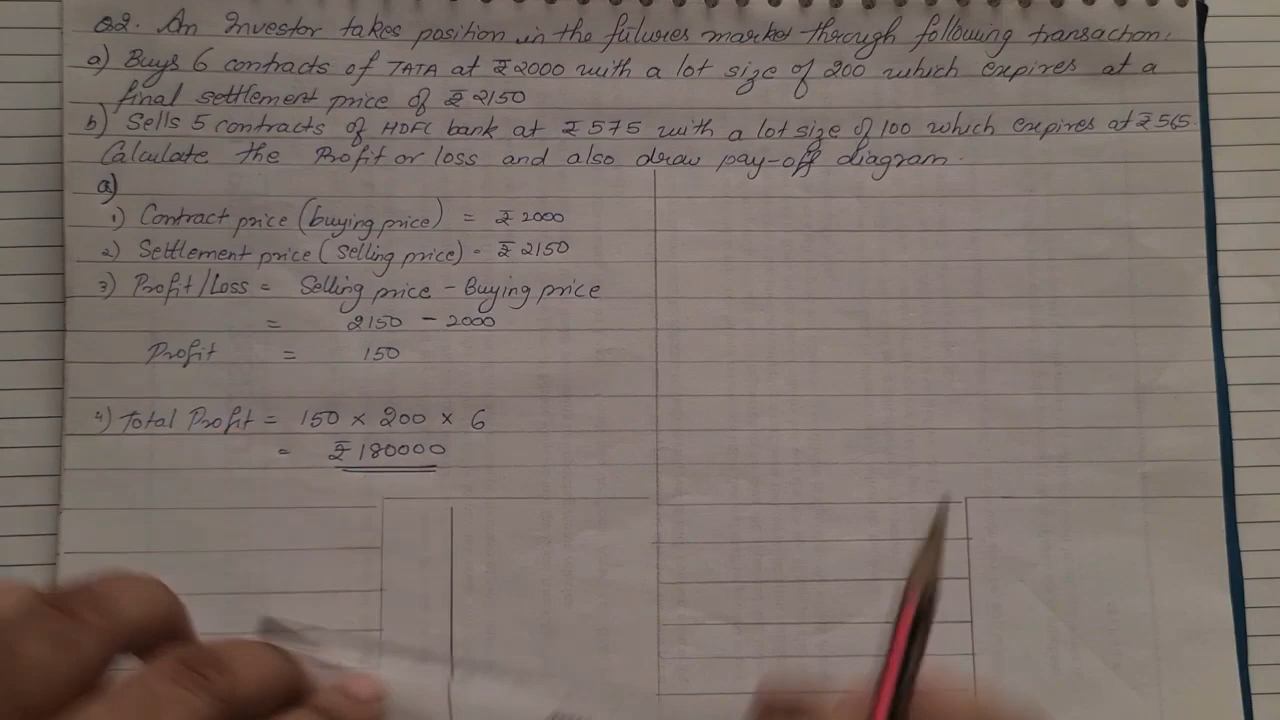 Q2. An Investor takes position in the futures market through following transaction.
a) Buys 6 contracts of TATA at ₹2000 with a lot size of 200 which expires at a
final settlement price of ₹2150
b) Sells 5 contracts of HDFC bank at ₹575 with a lot size of 100 which expires at ₹565.
Calculate the Profit or loss and also draw pay-off diagram.
a)
1) Contract price (buying price) = ₹2000
2) Settlement price (selling price) = ₹2150
3) Profit/Loss = Selling price - Buying price
= 2150 - 2000
Profit = 150
4) Total Profit = 150 × 200 × 6
= ₹180000